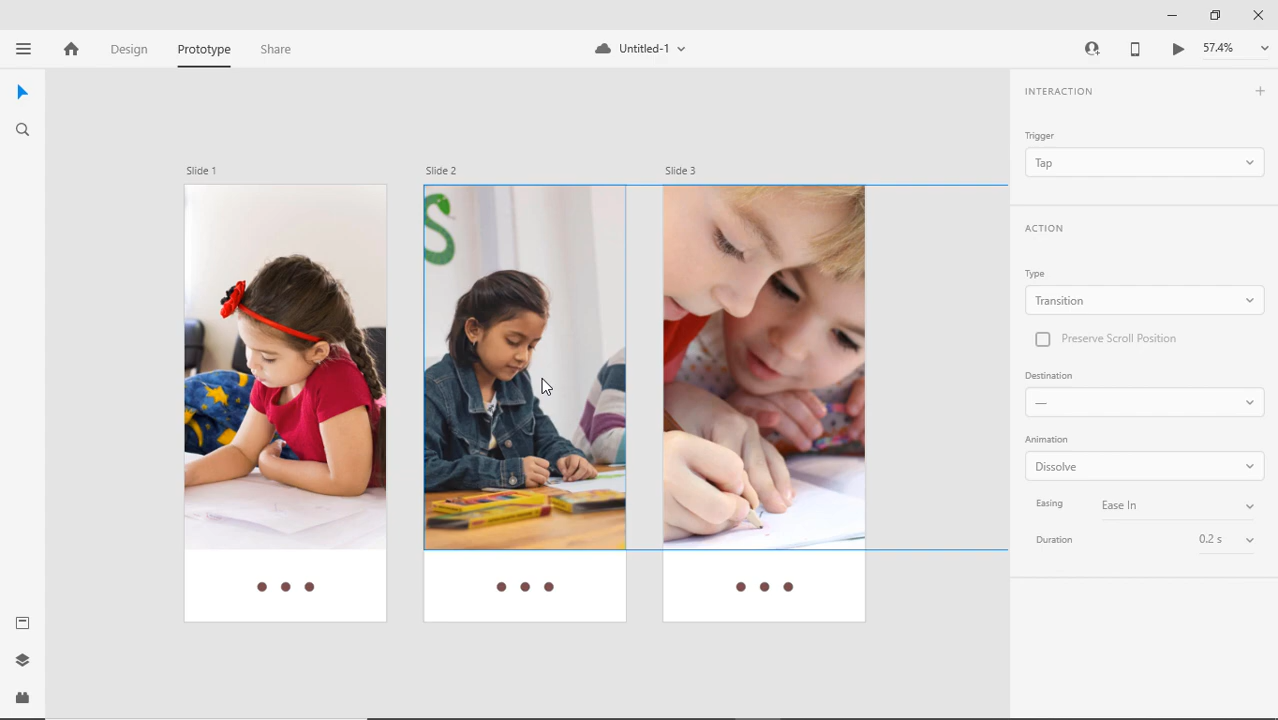 Design
Prototype
Share
Untitled-1
57.4%
INTERACTION
Trigger
Tap
Slide 1
Slide 2
Slide 3
ACTION
Type
Transition
Preserve Scroll Position
Destination
—
Animation
Dissolve
Easing
Ease In
Duration
0.2 s